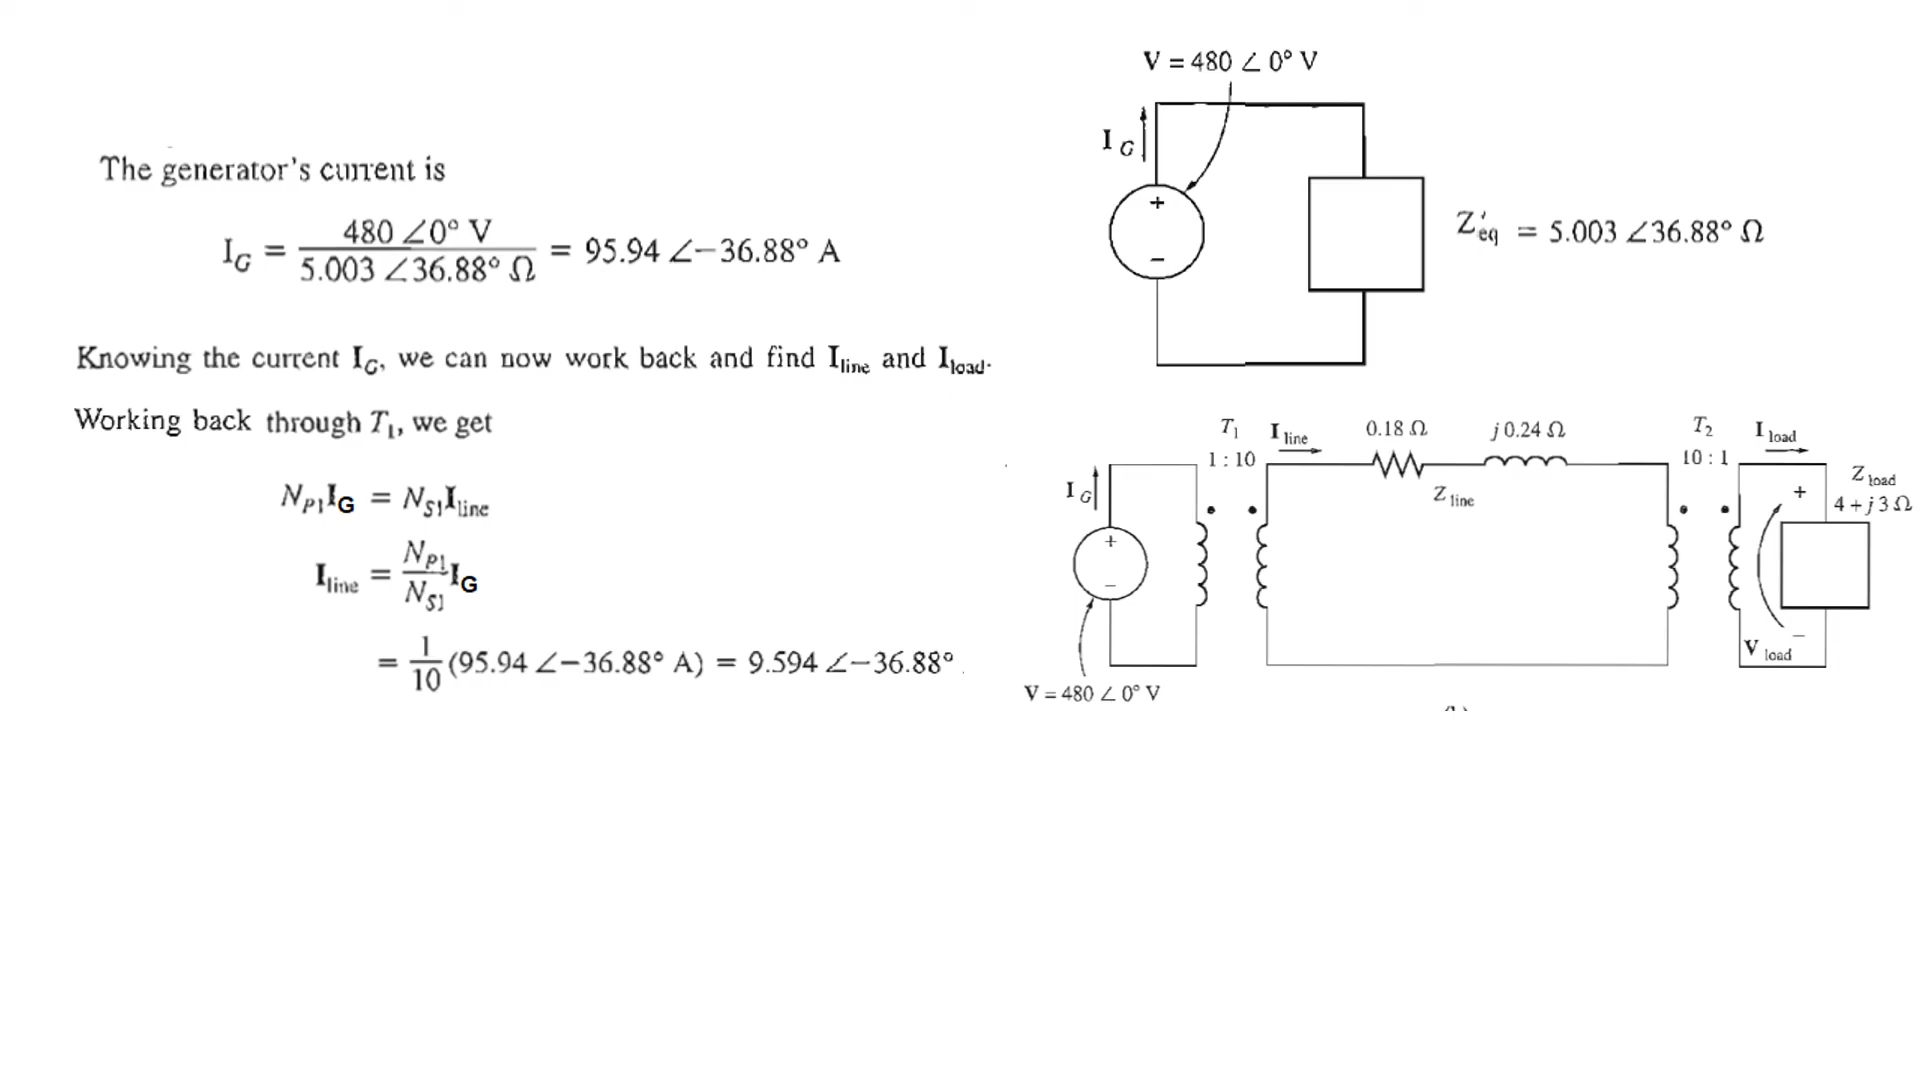 The generator's current is
I_G = 480 ∠0° V / 5.003 ∠36.88° Ω = 95.94 ∠−36.88° A
Knowing the current I_G, we can now work back and find I_line and I_load.
Working back through T_1, we get
N_P1 I_G = N_S1 I_line
I_line = N_P1 / N_S1 I_G
= 1/10 (95.94 ∠−36.88° A) = 9.594 ∠−36.88°
V = 480 ∠ 0° V
I_G
+
−
Z'_eq = 5.003 ∠36.88° Ω
T_1
1 : 10
I_line
0.18 Ω
j0.24 Ω
Z_line
T_2
10 : 1
I_load
Z_load
4 + j3 Ω
I_G
+
−
+
−
V_load
V = 480 ∠ 0° V